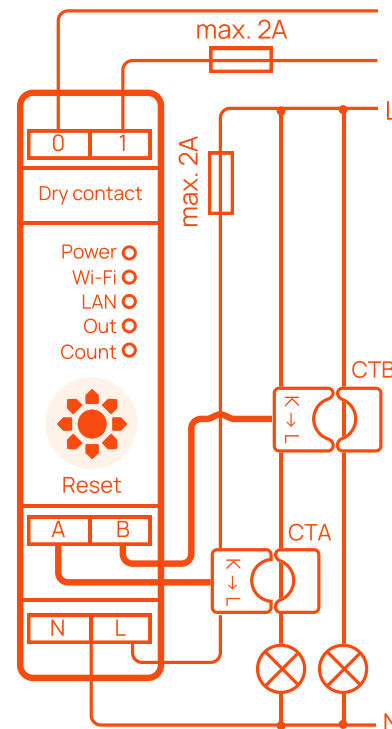 max. 2A
L
0 1
max. 2A
Dry contact
Power
Wi-Fi
LAN
Out
Count
CTB
K → L
Reset
A B
CTA
K → L
N L
N